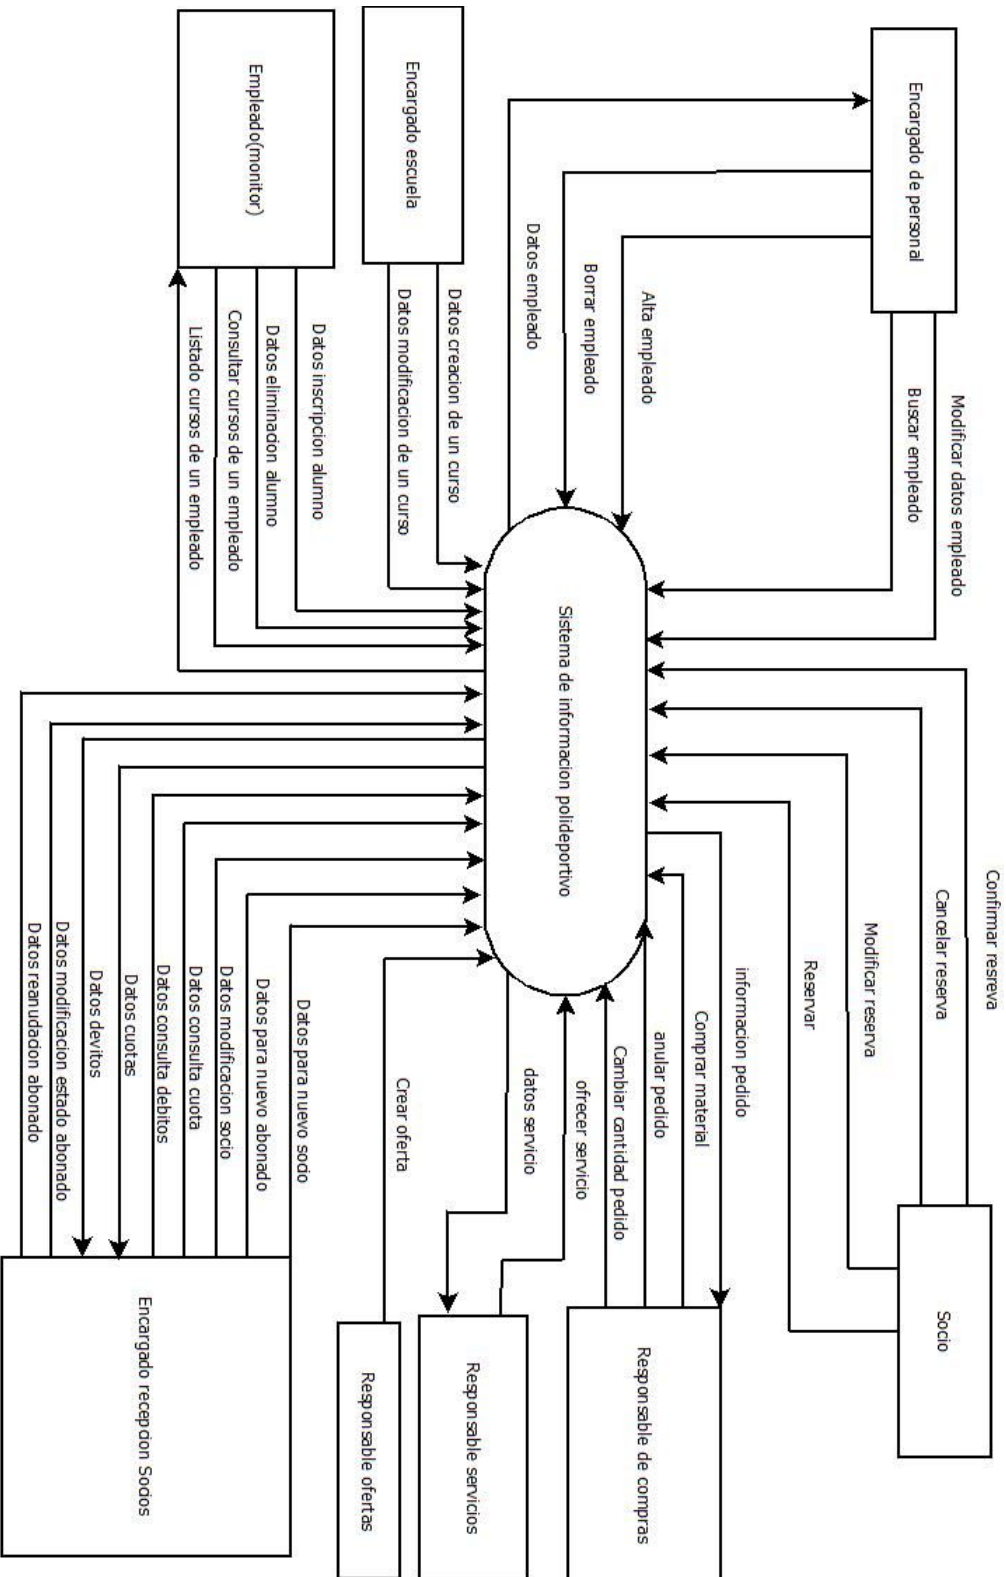 Encargado de personal
Modificar datos empleado
Buscar empleado
Alta empleado
Borrar empleado
Datos empleado
Encargado escuela
Datos creacion de un curso
Datos modificacion de un curso
Empleado(monitor)
Datos inscripcion alumno
Datos eliminacion alumno
Consultar cursos de un empleado
Listado cursos de un empleado
Sistema de informacion polideportivo
Confirmar resreva
Cancelar reserva
Modificar reserva
Reservar
Socio
informacion pedido
Comprar material
anular pedido
Cambiar cantidad pedido
Responsable de compras
ofrecer servicio
datos servicio
Responsable servicios
Crear oferta
Responsable ofertas
Datos para nuevo socio
Datos para nuevo abonado
Datos modificacion socio
Datos consulta cuota
Datos consulta debitos
Datos cuotas
Datos devitos
Datos modificacion estado abonado
Datos reanudacion abonado
Encargado recepcion Socios